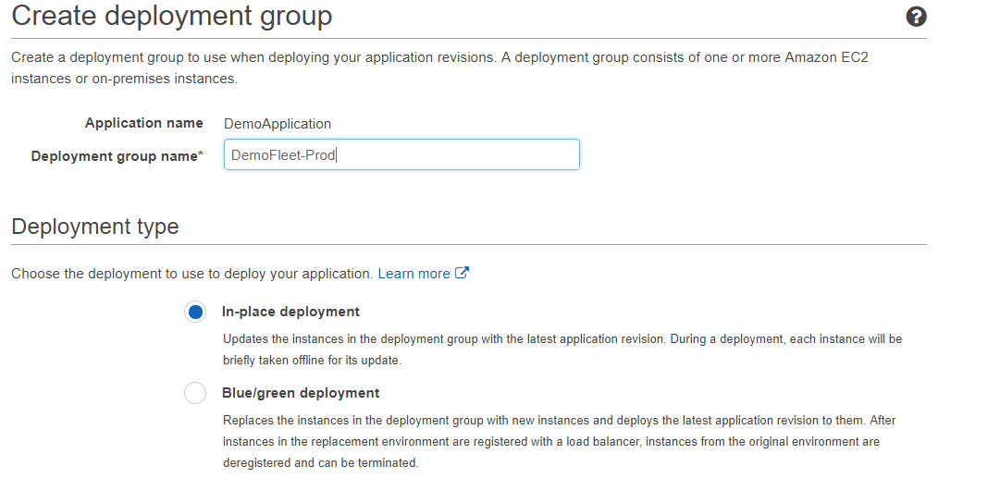 Create deployment group
Create a deployment group to use when deploying your application revisions. A deployment group consists of one or more Amazon EC2
instances or on-premises instances.
Application name DemoApplication
Deployment group name* DemoFleet-Prod
Deployment type
Choose the deployment to use to deploy your application. Learn more
In-place deployment
Updates the instances in the deployment group with the latest application revision. During a deployment, each instance will be
briefly taken offline for its update.
Blue/green deployment
Replaces the instances in the deployment group with new instances and deploys the latest application revision to them. After
instances in the replacement environment are registered with a load balancer, instances from the original environment are
deregistered and can be terminated.